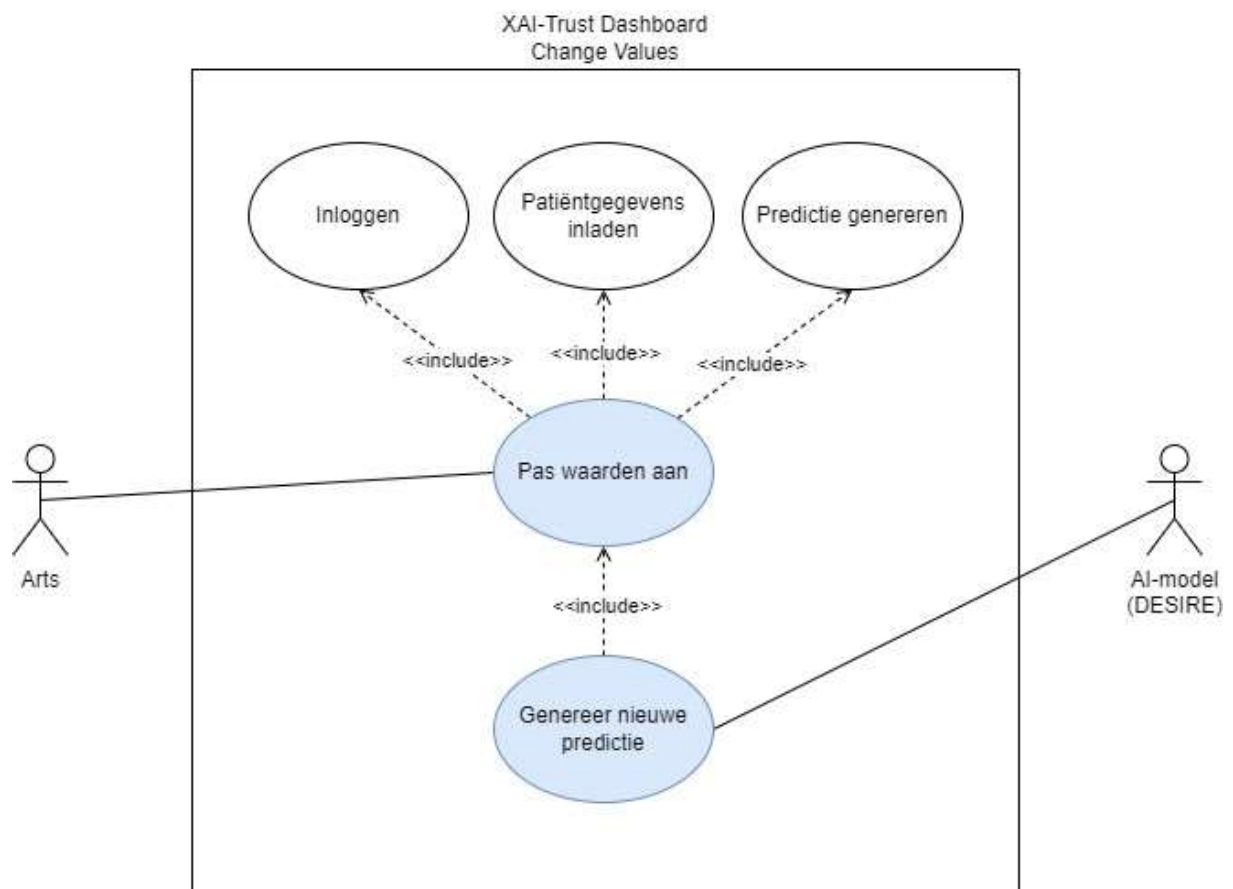 XAI-Trust Dashboard
Change Values
Inloggen
Patiëntgegevens
inladen
Predictie genereren
<<include>>
<<include>>
<<include>>
Pas waarden aan
Arts
AI-model
(DESIRE)
<<include>>
Genereer nieuwe
predictie